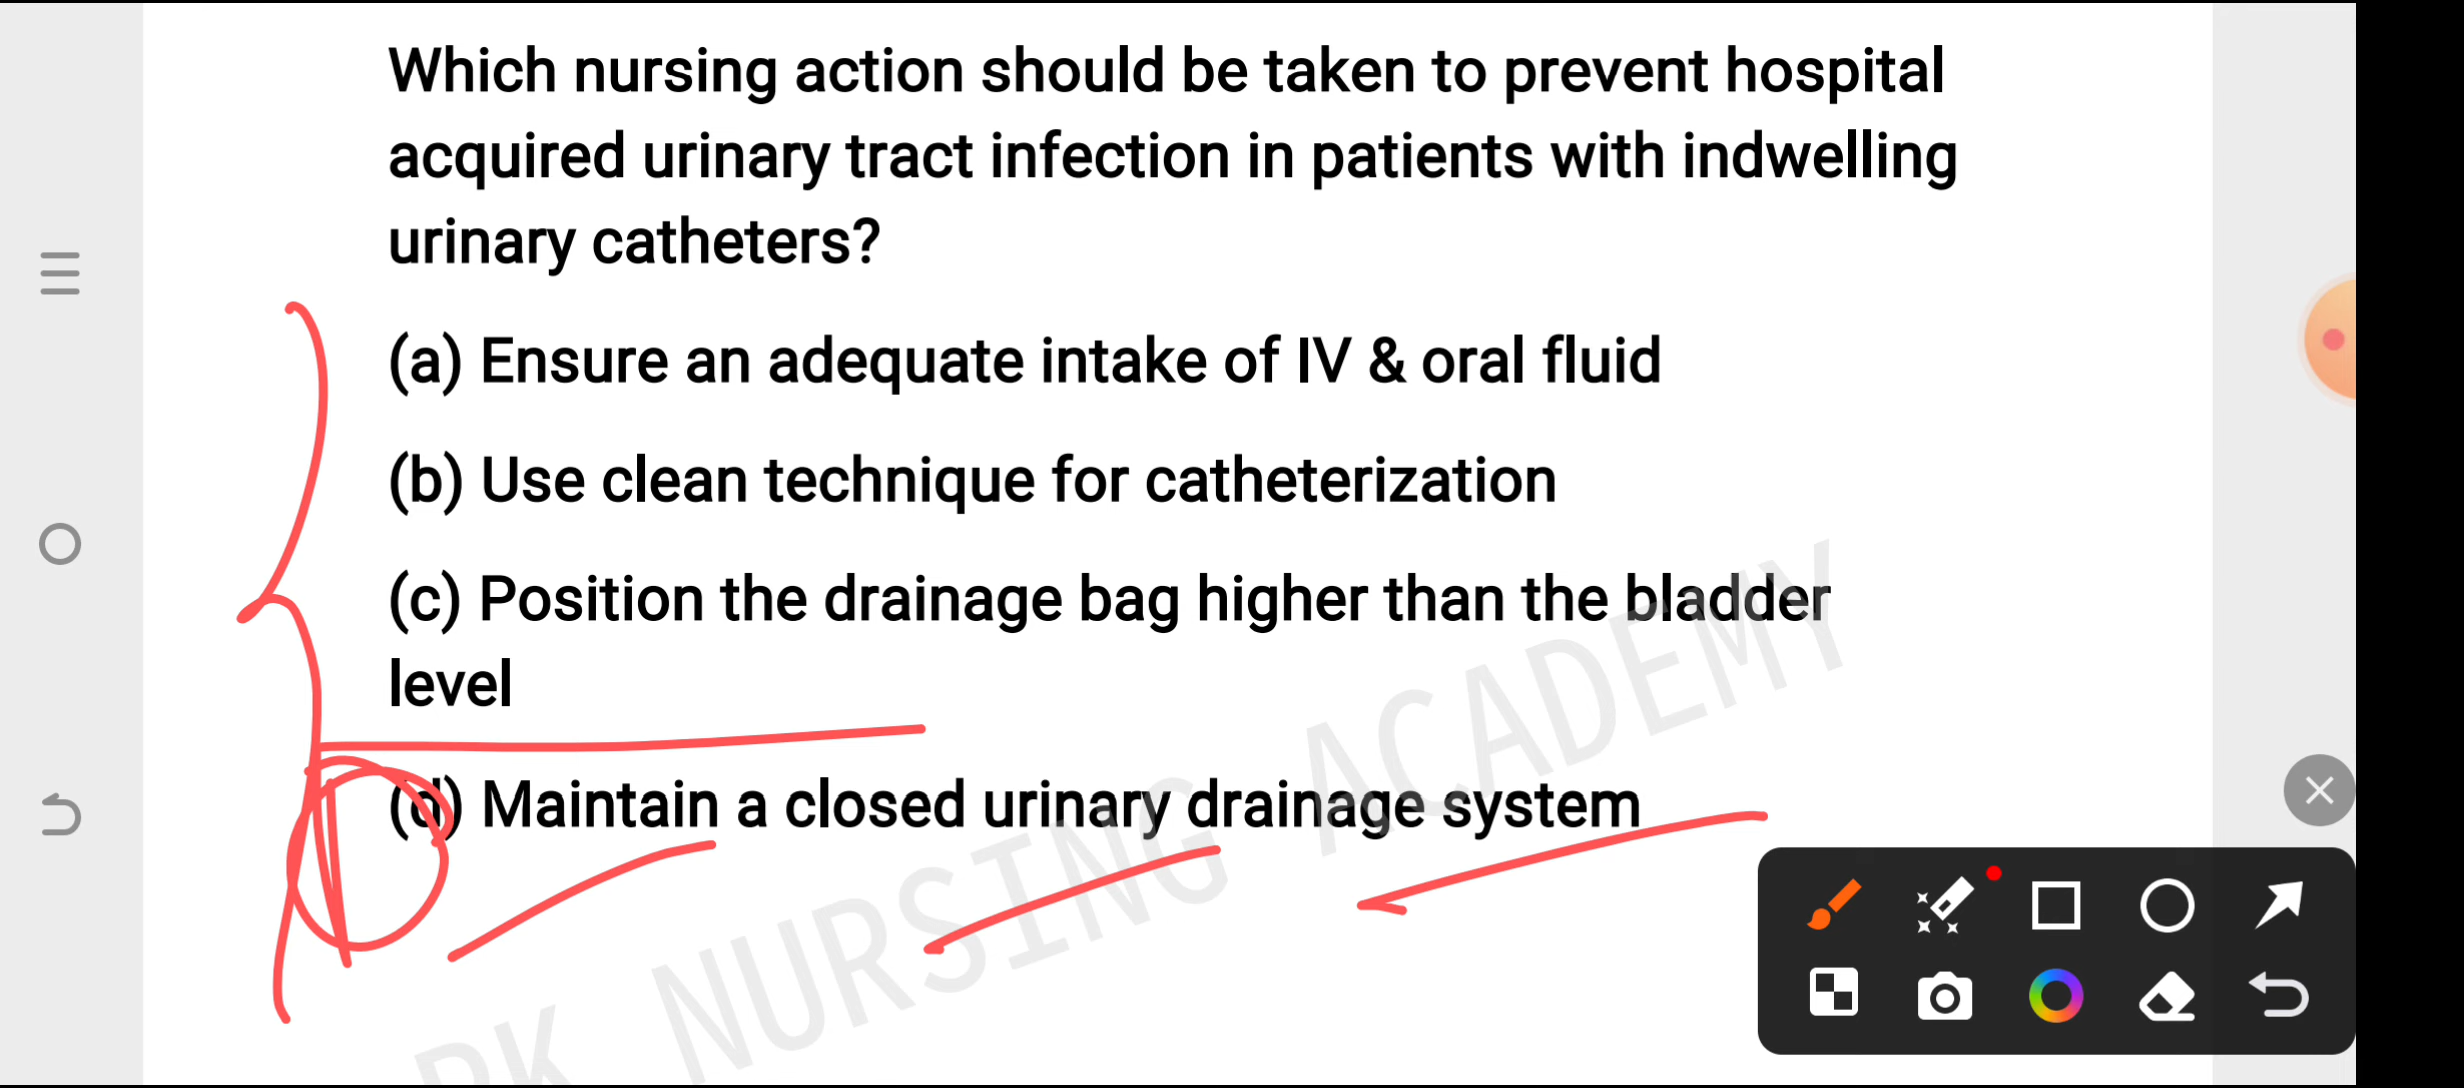 Which nursing action should be taken to prevent hospital
acquired urinary tract infection in patients with indwelling
urinary catheters?
(a) Ensure an adequate intake of IV & oral fluid
(b) Use clean technique for catheterization
(c) Position the drainage bag higher than the bladder
level
(d) Maintain a closed urinary drainage system
RK NURSING ACADEMY